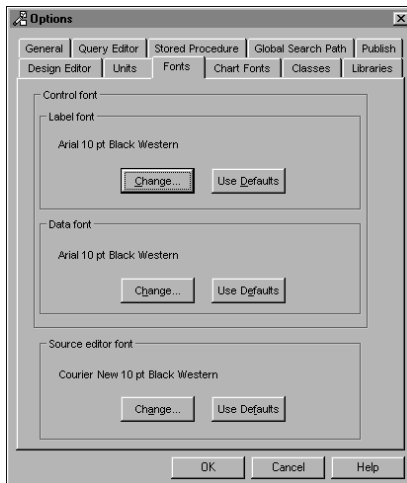 Options
General Query Editor Stored Procedure Global Search Path Publish
Design Editor Units Fonts Chart Fonts Classes Libraries
Control font
Label font
Arial 10 pt Black Western
Change... Use Defaults
Data font
Arial 10 pt Black Western
Change... Use Defaults
Source editor font
Courier New 10 pt Black Western
Change... Use Defaults
OK Cancel Help